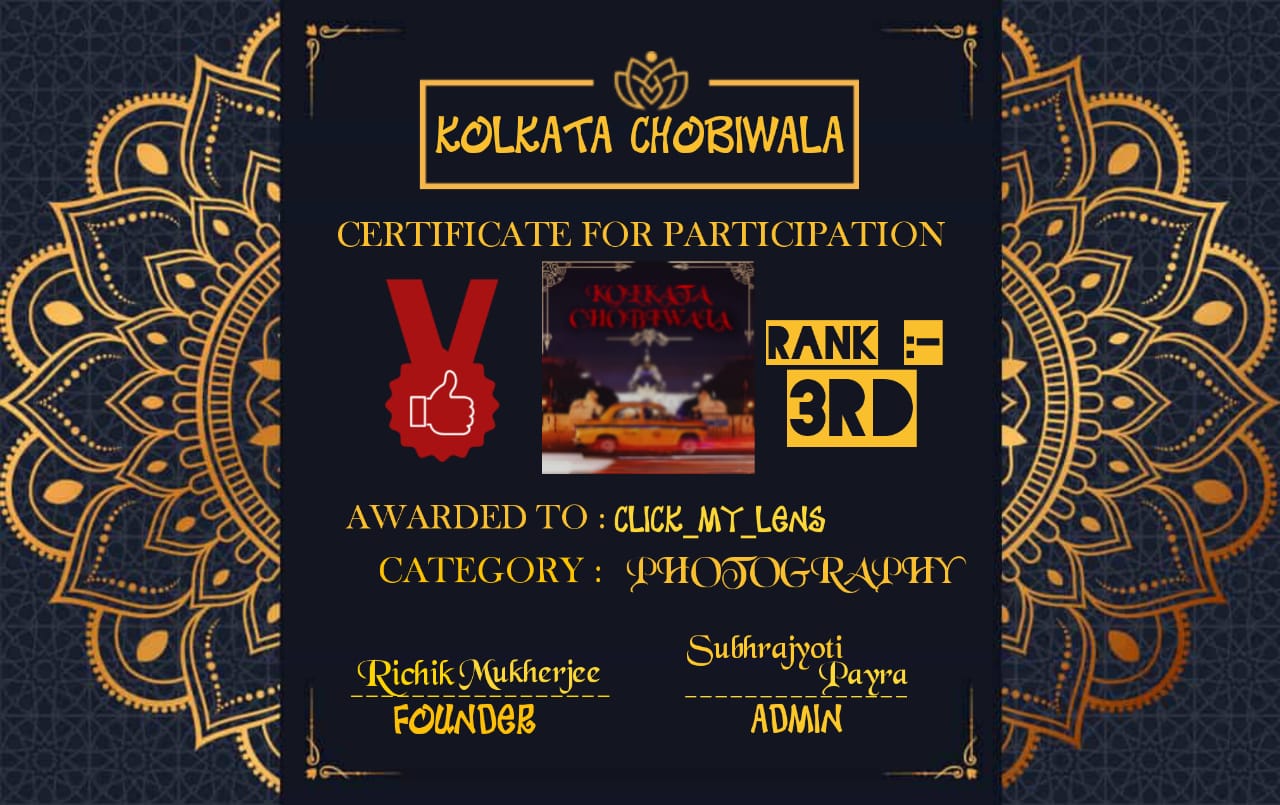 KOLKATA CHOBIWALA
CERTIFICATE FOR PARTICIPATION
KOLKATA
CHOBIWALA
RANK :-
3RD
AWARDED TO : CLICK_MY_LENS
CATEGORY : PHOTOGRAPHY
Richik Mukherjee
FOUNDER
Subhrajyoti
Payra
ADMIN